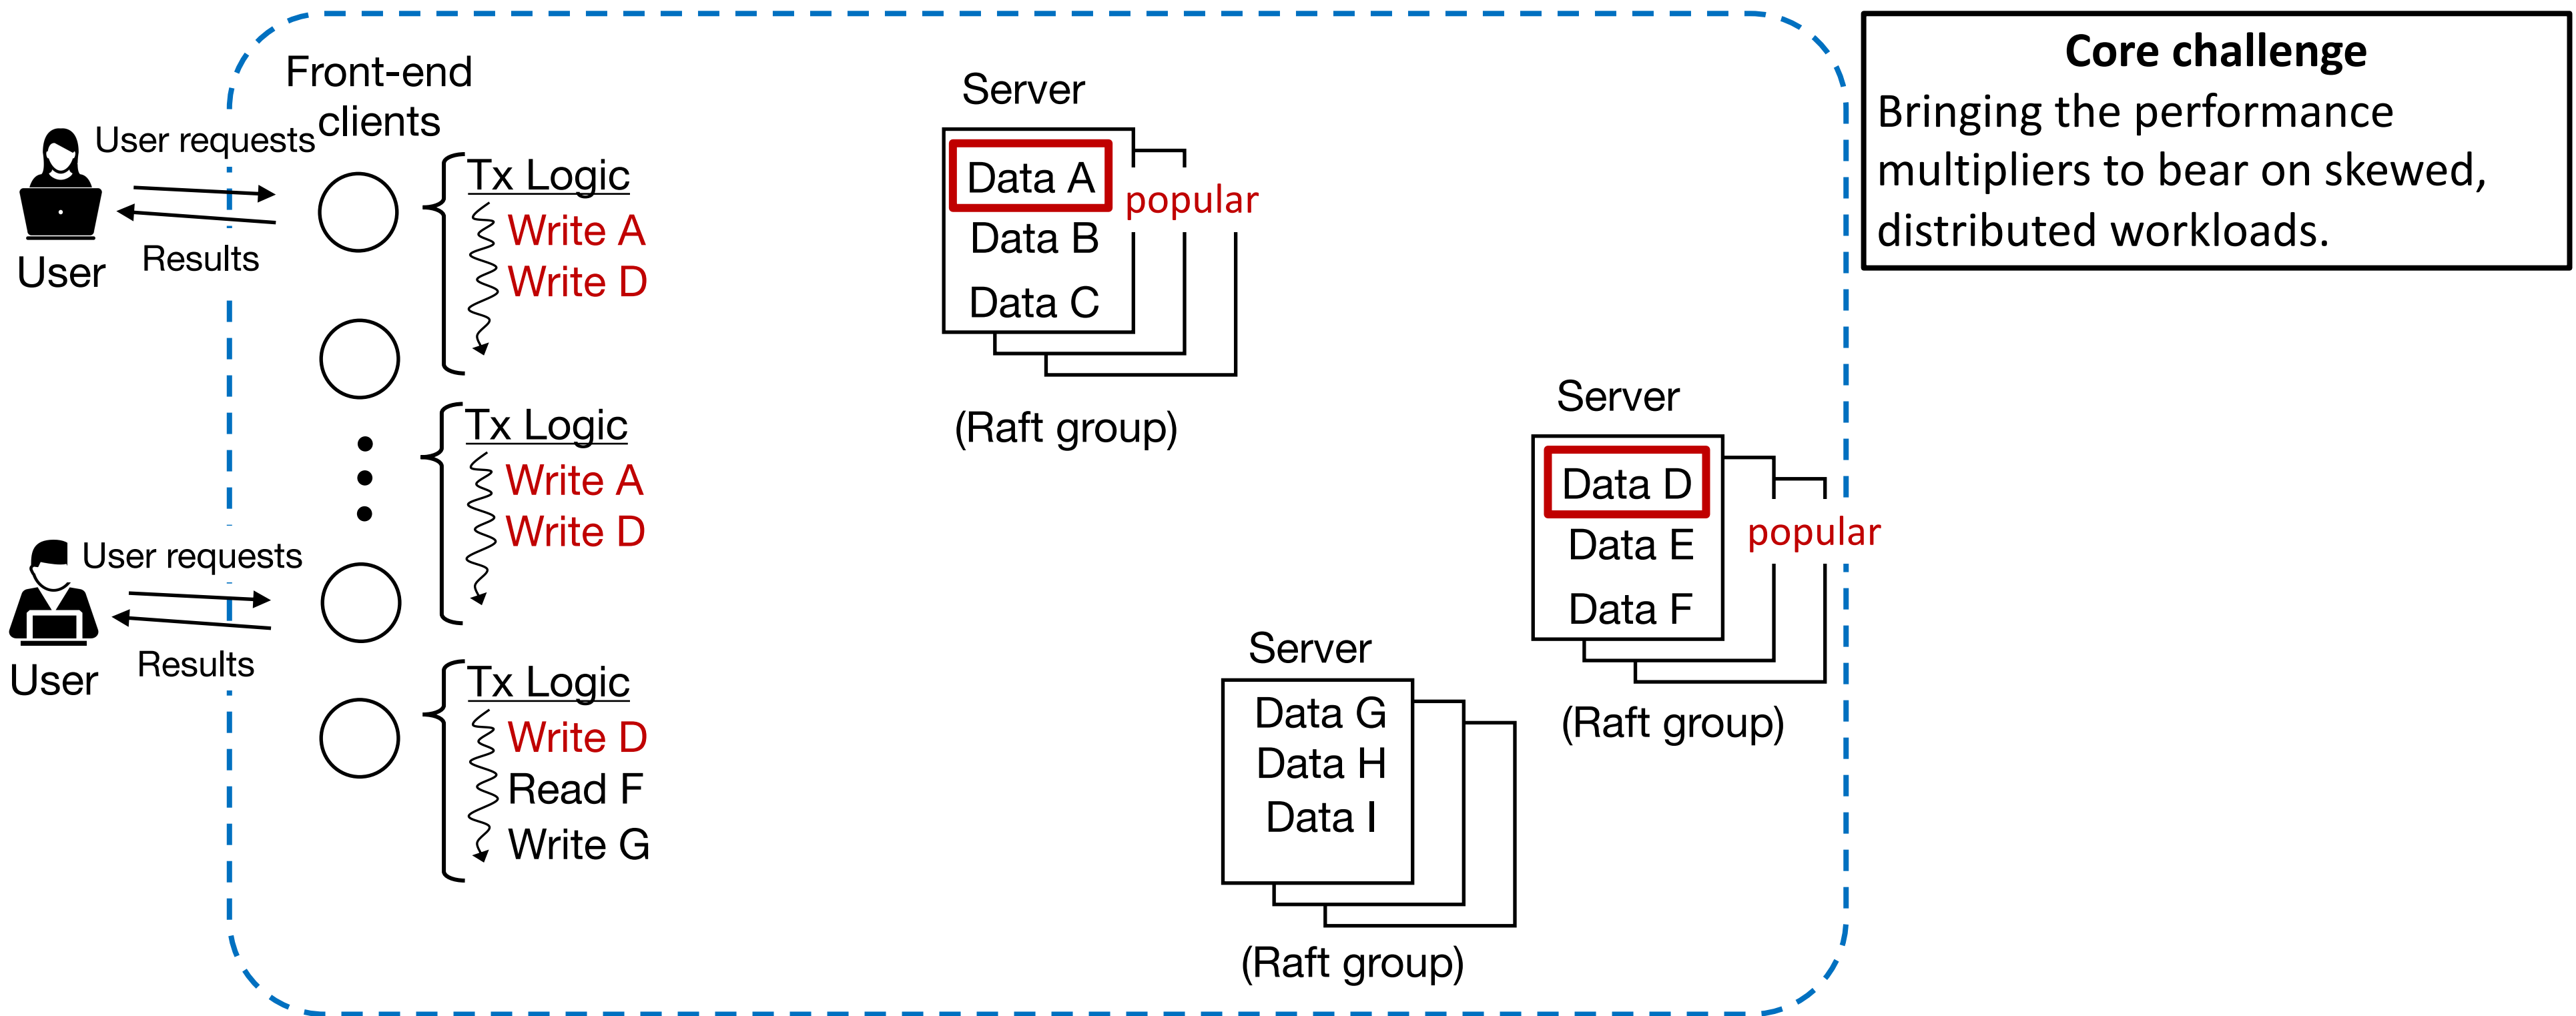 Front-end
clients
User requests
Results
User
Tx Logic
Write A
Write D
Tx Logic
Write A
Write D
User requests
Results
User
Tx Logic
Write D
Read F
Write G
Server
Data A
popular
Data B
Data C
(Raft group)
Server
Data D
popular
Data E
Data F
(Raft group)
Server
Data G
Data H
Data I
(Raft group)
Core challenge
Bringing the performance
multipliers to bear on skewed,
distributed workloads.